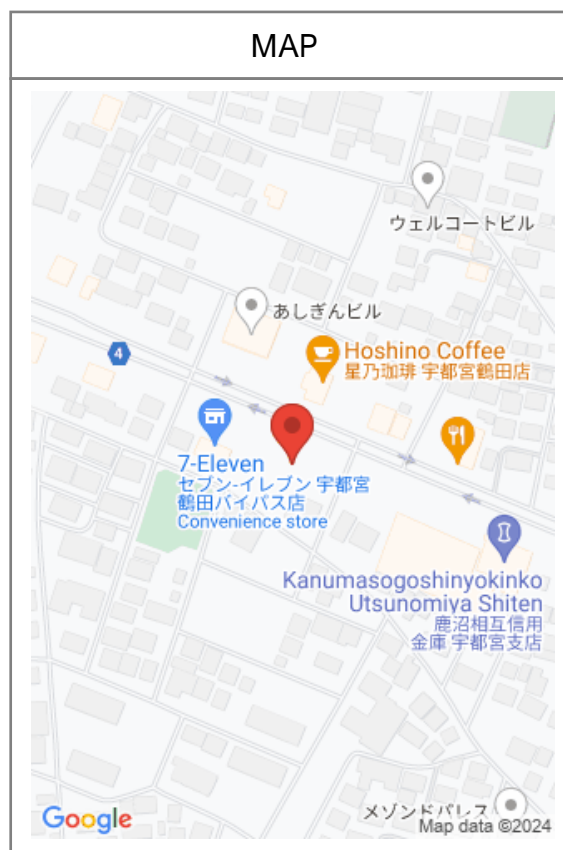 MAP
ウェルコートビル
あしぎんビル
4
Hoshino Coffee
星乃珈琲 宇都宮鶴田店
7-Eleven
セブン-イレブン 宇都宮
鶴田バイパス店
Convenience store
Kanumasogoshinyokinko
Utsunomiya Shiten
鹿沼相互信用
金庫 宇都宮支店
メゾンドパレス
Google
Map data ©2024